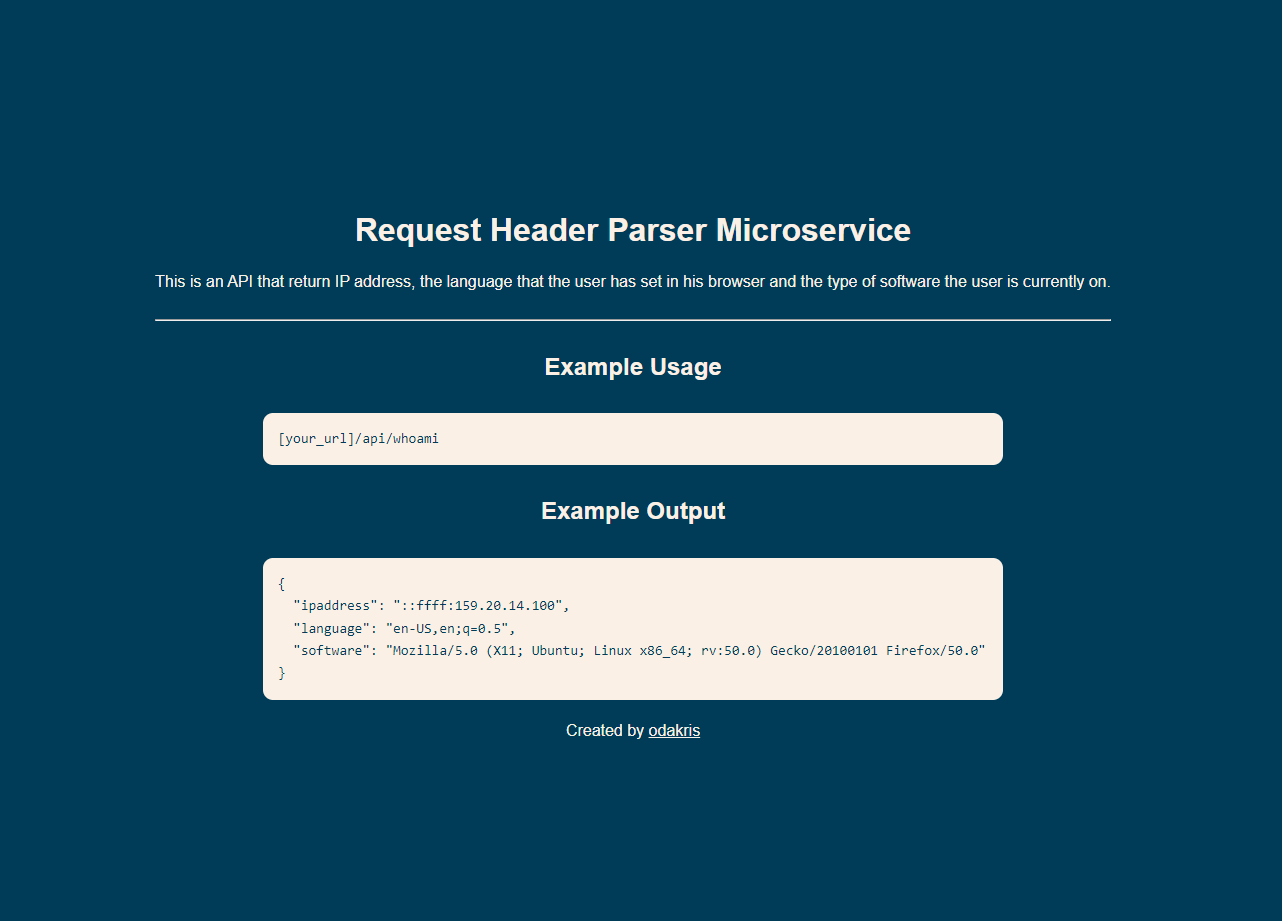 Request Header Parser Microservice
This is an API that return IP address, the language that the user has set in his browser and the type of software the user is currently on.
Example Usage
[your_url]/api/whoami
Example Output
{
  "ipaddress": "::ffff:159.20.14.100",
  "language": "en-US,en;q=0.5",
  "software": "Mozilla/5.0 (X11; Ubuntu; Linux x86_64; rv:50.0) Gecko/20100101 Firefox/50.0"
}
Created by odakris